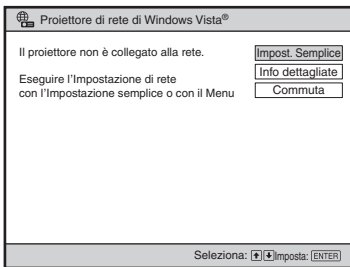 Proiettore di rete di Windows Vista®
Il proiettore non è collegato alla rete.
Eseguire l'Impostazione di rete
con l'Impostazione semplice o con il Menu
Impost. Semplice
Info dettagliate
Commuta
Seleziona: Imposta: ENTER